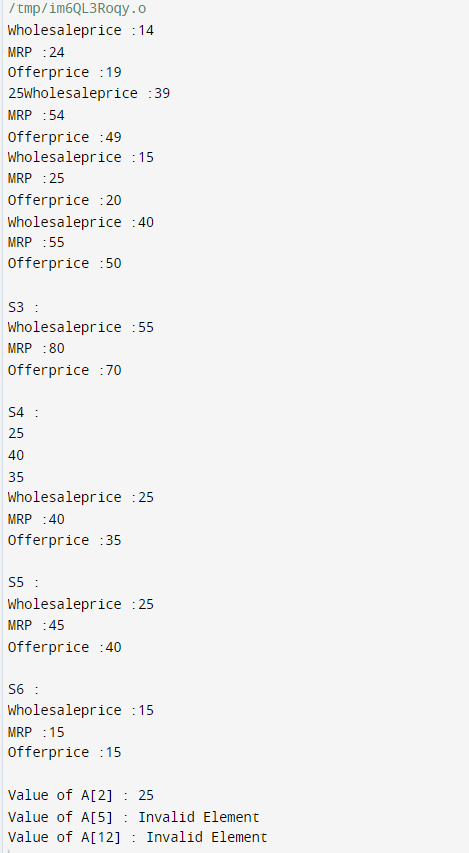 /tmp/im6QL3Roqy.o
Wholesaleprice :14
MRP :24
Offerprice :19
25Wholesaleprice :39
MRP :54
Offerprice :49
Wholesaleprice :15
MRP :25
Offerprice :20
Wholesaleprice :40
MRP :55
Offerprice :50
S3 :
Wholesaleprice :55
MRP :80
Offerprice :70
S4 :
25
40
35
Wholesaleprice :25
MRP :40
Offerprice :35
S5 :
Wholesaleprice :25
MRP :45
Offerprice :40
S6 :
Wholesaleprice :15
MRP :15
Offerprice :15
Value of A[2] : 25
Value of A[5] : Invalid Element
Value of A[12] : Invalid Element